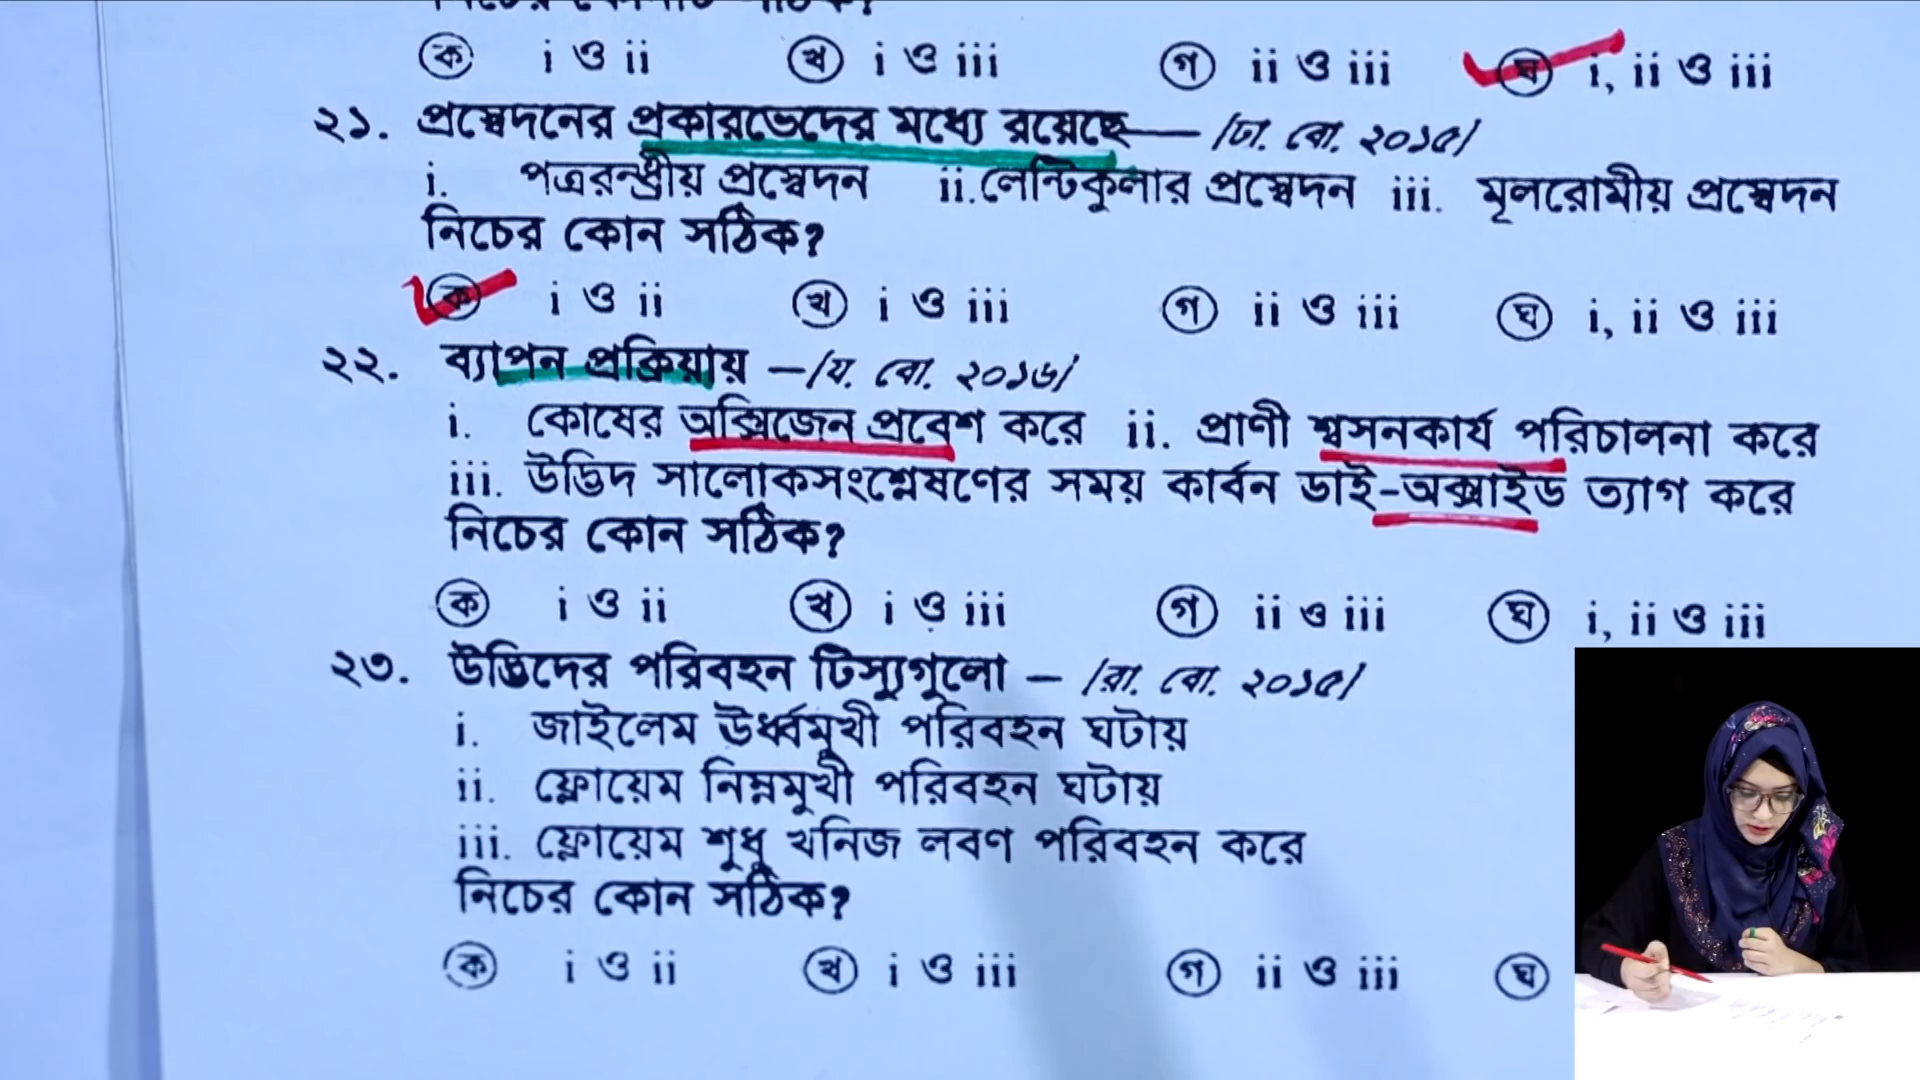 ক i ও ii খ i ও iii গ ii ও iii ঘ i, ii ও iii
২১. প্রস্বেদনের প্রকারভেদের মধ্যে রয়েছে— [ঢা. বো. ২০১৫]
i. পত্ররন্ধ্রীয় প্রস্বেদন ii. লেন্টিকুলার প্রস্বেদন iii. মূলরোমীয় প্রস্বেদন
নিচের কোন সঠিক?
ক i ও ii খ i ও iii গ ii ও iii ঘ i, ii ও iii
২২. ব্যাপন প্রক্রিয়ায় —[য. বো. ২০১৬]
i. কোষের অক্সিজেন প্রবেশ করে ii. প্রাণী শ্বসনকার্য পরিচালনা করে
iii. উদ্ভিদ সালোকসংশ্লেষণের সময় কার্বন ডাই-অক্সাইড ত্যাগ করে
নিচের কোন সঠিক?
ক i ও ii খ i ও iii গ ii ও iii ঘ i, ii ও iii
২৩. উদ্ভিদের পরিবহন টিস্যুগুলো — [রা. বো. ২০১৫]
i. জাইলেম ঊর্ধ্বমুখী পরিবহন ঘটায়
ii. ফ্লোয়েম নিম্নমুখী পরিবহন ঘটায়
iii. ফ্লোয়েম শুধু খনিজ লবণ পরিবহন করে
নিচের কোন সঠিক?
ক i ও ii খ i ও iii গ ii ও iii ঘ